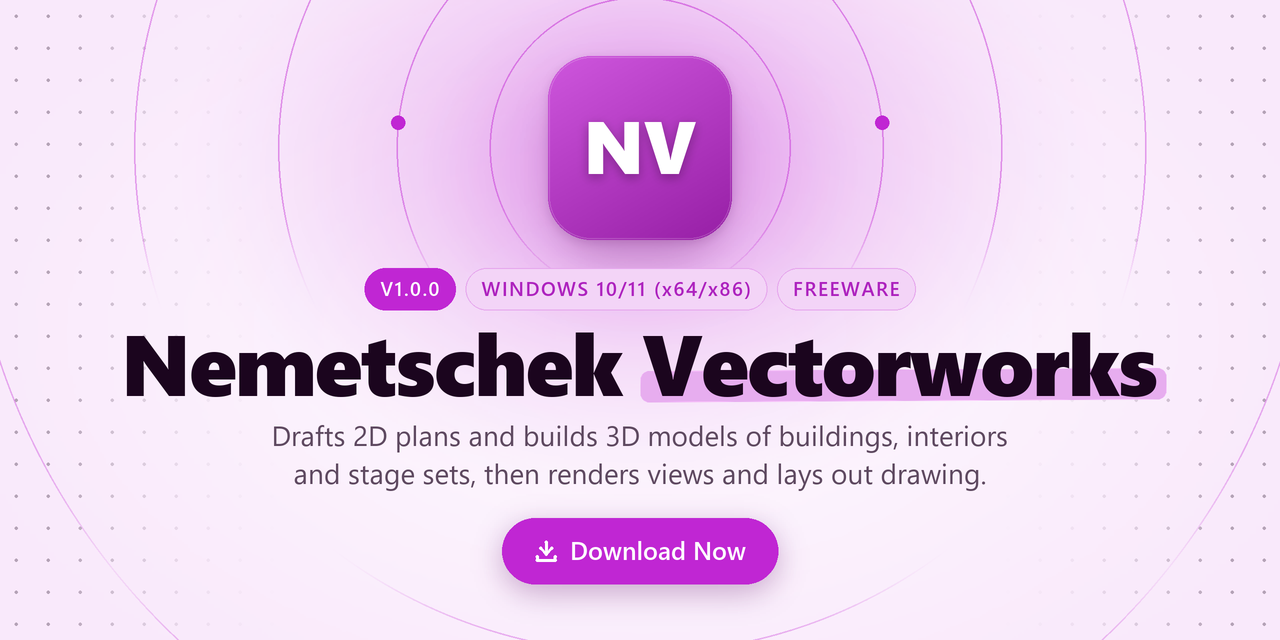 NV
V1.0.0
WINDOWS 10/11 (x64/x86)
FREEWARE
Nemetschek Vectorworks
Drafts 2D plans and builds 3D models of buildings, interiors
and stage sets, then renders views and lays out drawing.
Download Now